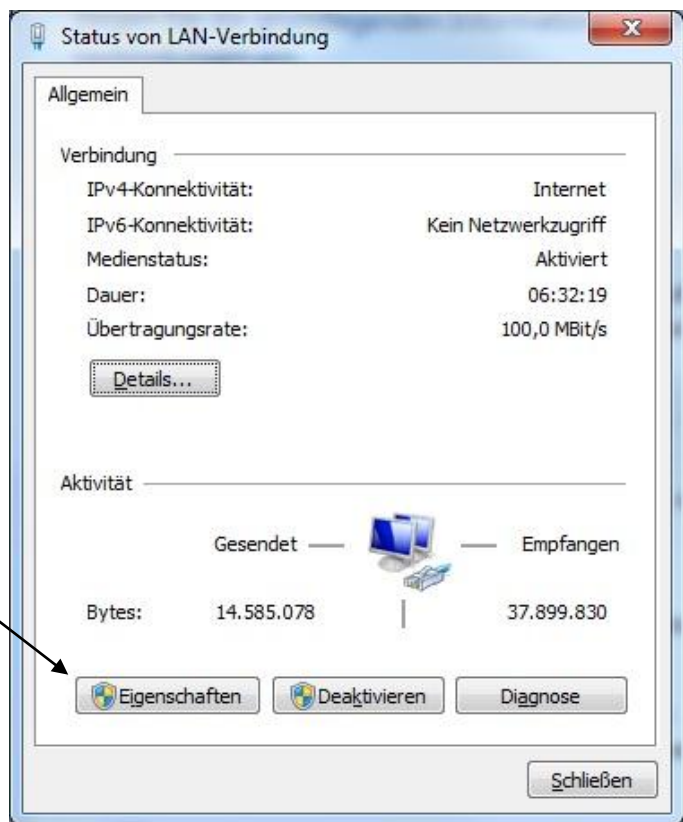 Status von LAN-Verbindung
Allgemein
Verbindung
IPv4-Konnektivität: Internet
IPv6-Konnektivität: Kein Netzwerkzugriff
Medienstatus: Aktiviert
Dauer: 06:32:19
Übertragungsrate: 100,0 MBit/s
Details...
Aktivität
Gesendet Empfangen
Bytes: 14.585.078 37.899.830
Eigenschaften Deaktivieren Diagnose
Schließen